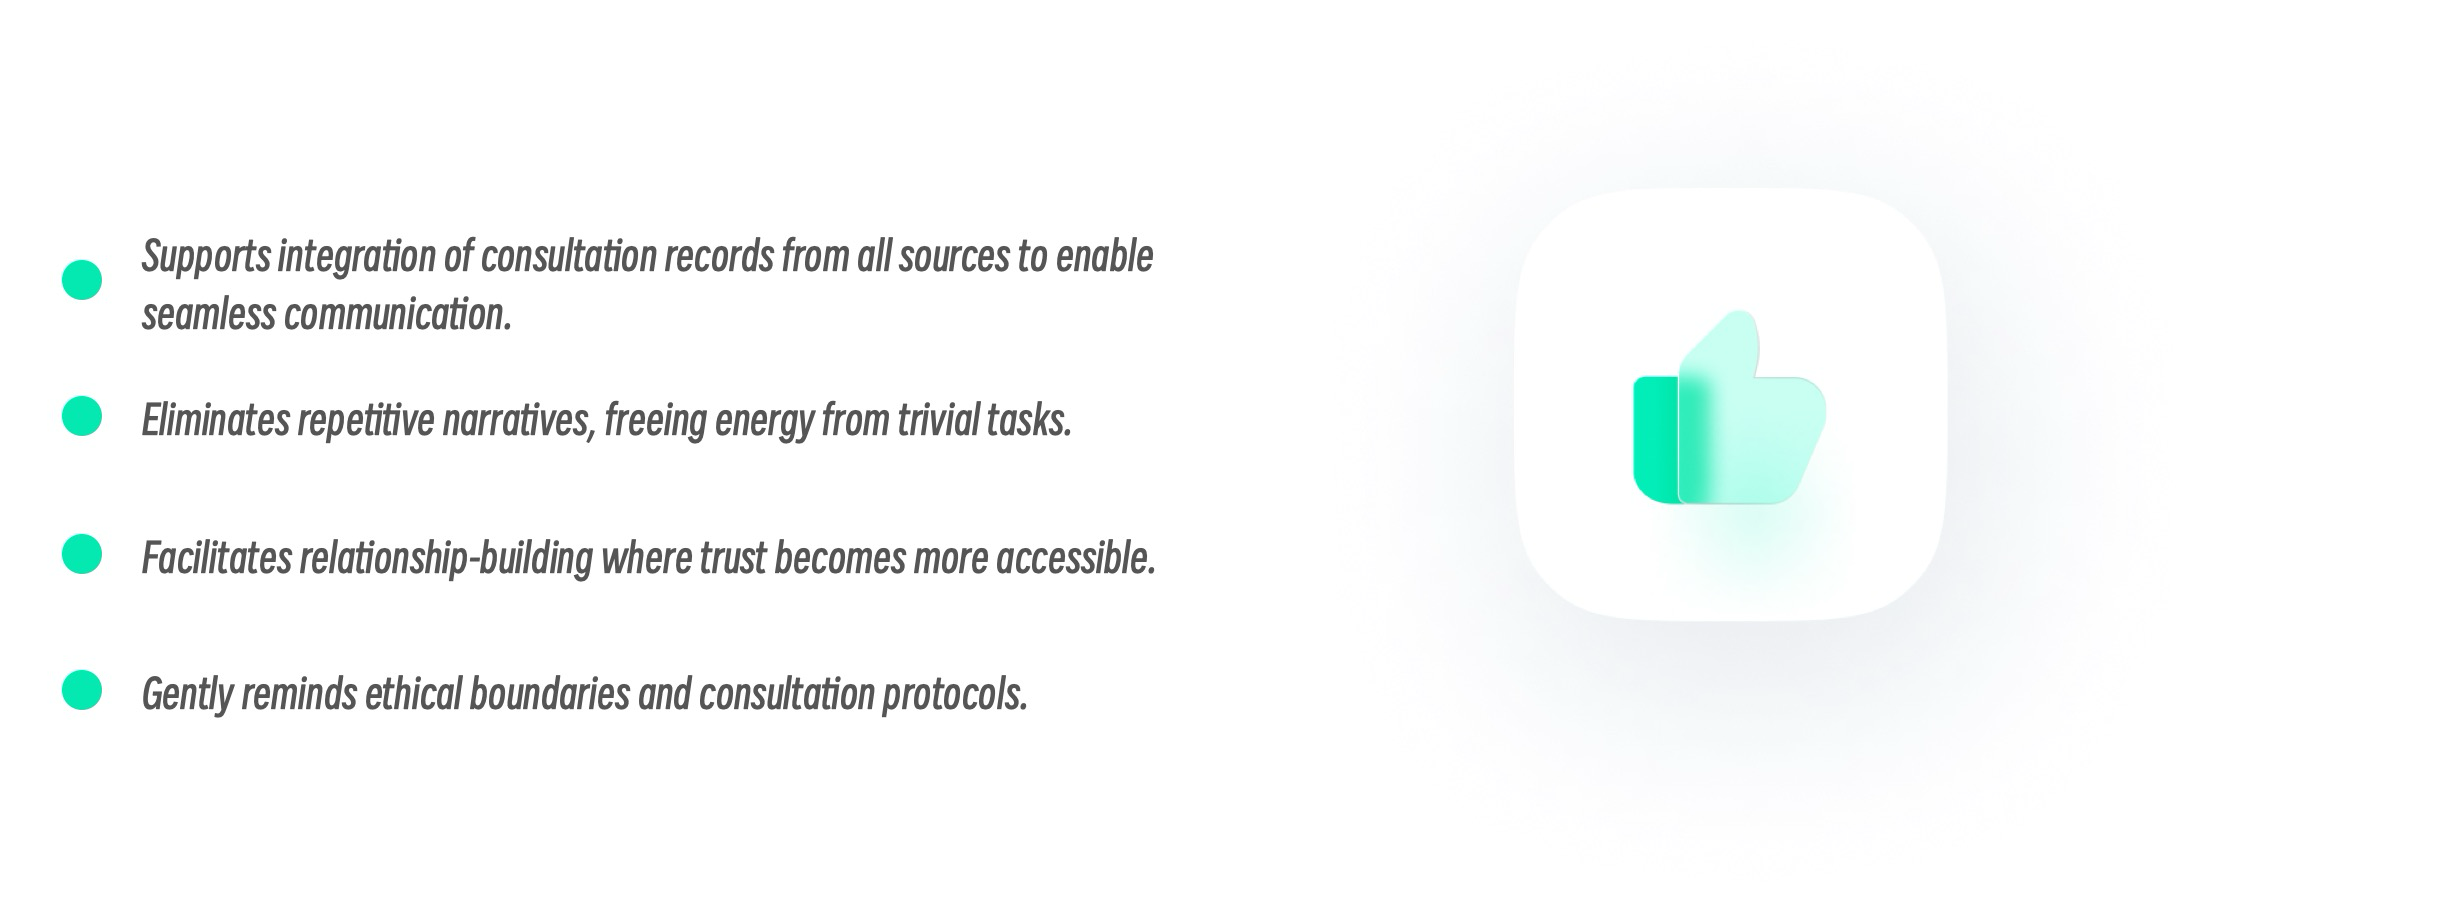 Supports integration of consultation records from all sources to enable
seamless communication.
Eliminates repetitive narratives, freeing energy from trivial tasks.
Facilitates relationship-building where trust becomes more accessible.
Gently reminds ethical boundaries and consultation protocols.